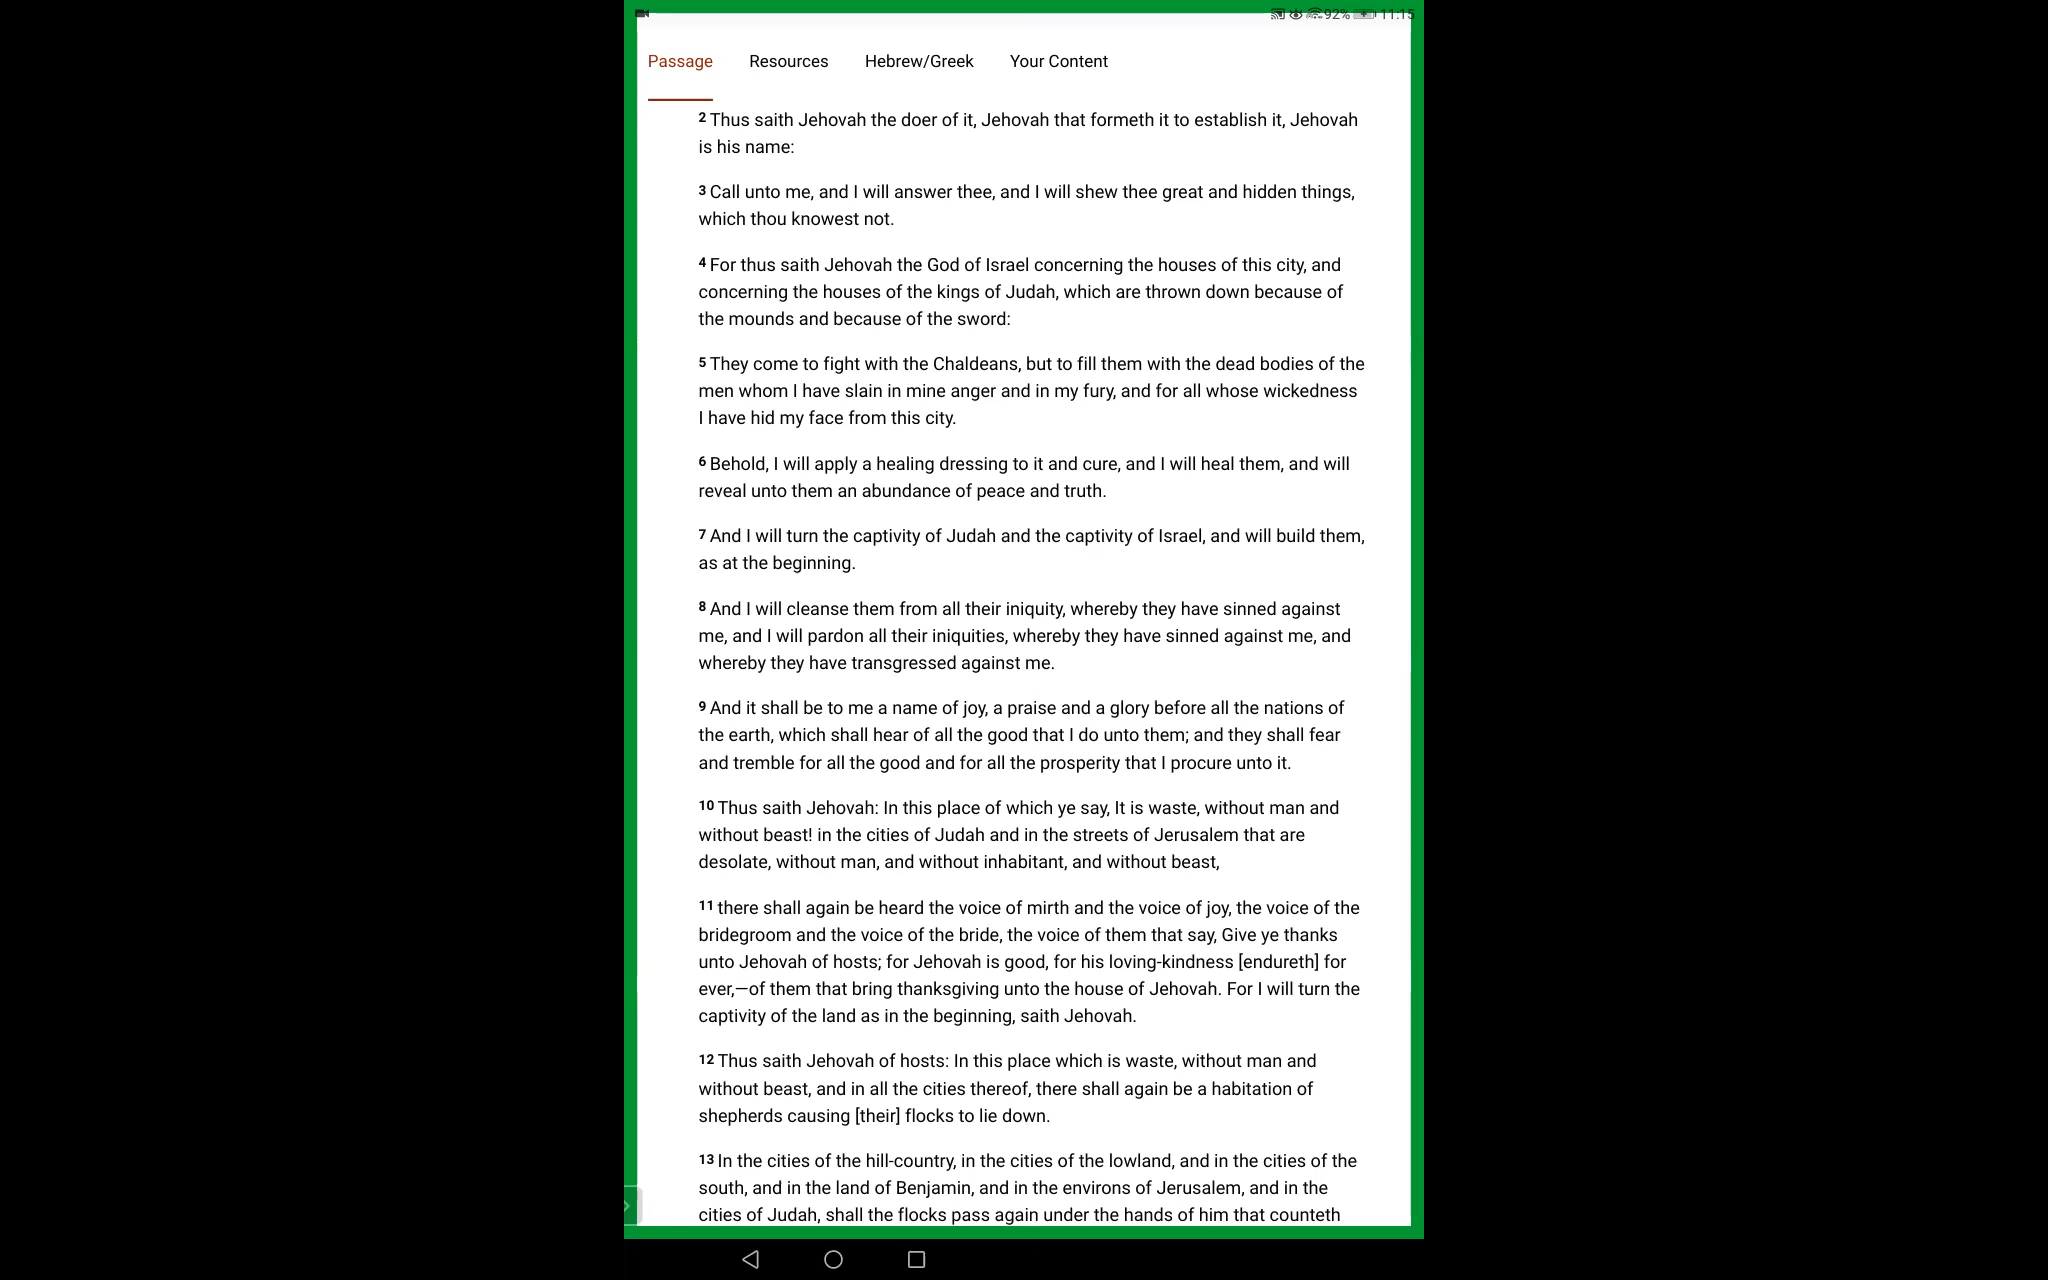 92% 11:15
Passage Resources Hebrew/Greek Your Content
2 Thus saith Jehovah the doer of it, Jehovah that formeth it to establish it, Jehovah
is his name:
3 Call unto me, and I will answer thee, and I will shew thee great and hidden things,
which thou knowest not.
4 For thus saith Jehovah the God of Israel concerning the houses of this city, and
concerning the houses of the kings of Judah, which are thrown down because of
the mounds and because of the sword:
5 They come to fight with the Chaldeans, but to fill them with the dead bodies of the
men whom I have slain in mine anger and in my fury, and for all whose wickedness
I have hid my face from this city.
6 Behold, I will apply a healing dressing to it and cure, and I will heal them, and will
reveal unto them an abundance of peace and truth.
7 And I will turn the captivity of Judah and the captivity of Israel, and will build them,
as at the beginning.
8 And I will cleanse them from all their iniquity, whereby they have sinned against
me, and I will pardon all their iniquities, whereby they have sinned against me, and
whereby they have transgressed against me.
9 And it shall be to me a name of joy, a praise and a glory before all the nations of
the earth, which shall hear of all the good that I do unto them; and they shall fear
and tremble for all the good and for all the prosperity that I procure unto it.
10 Thus saith Jehovah: In this place of which ye say, It is waste, without man and
without beast! in the cities of Judah and in the streets of Jerusalem that are
desolate, without man, and without inhabitant, and without beast,
11 there shall again be heard the voice of mirth and the voice of joy, the voice of the
bridegroom and the voice of the bride, the voice of them that say, Give ye thanks
unto Jehovah of hosts; for Jehovah is good, for his loving-kindness [endureth] for
ever,—of them that bring thanksgiving unto the house of Jehovah. For I will turn the
captivity of the land as in the beginning, saith Jehovah.
12 Thus saith Jehovah of hosts: In this place which is waste, without man and
without beast, and in all the cities thereof, there shall again be a habitation of
shepherds causing [their] flocks to lie down.
13 In the cities of the hill-country, in the cities of the lowland, and in the cities of the
south, and in the land of Benjamin, and in the environs of Jerusalem, and in the
cities of Judah, shall the flocks pass again under the hands of him that counteth